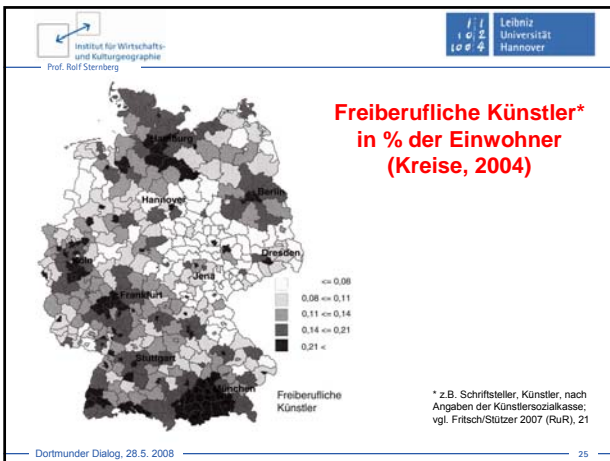 Institut für Wirtschafts-
und Kulturgeographie
Prof. Rolf Sternberg
Leibniz
Universität
Hannover
Freiberufliche Künstler*
in % der Einwohner
(Kreise, 2004)
Hamburg
Berlin
Hannover
Dresden
Köln
Jena
Frankfurt
Stuttgart
München
<= 0,08
0,08 <= 0,11
0,11 <= 0,14
0,14 <= 0,21
0,21 <
Freiberufliche
Künstler
* z.B. Schriftsteller, Künstler, nach
Angaben der Künstlersozialkasse;
vgl. Fritsch/Stützer 2007 (RuR), 21
Dortmunder Dialog, 28.5. 2008
25